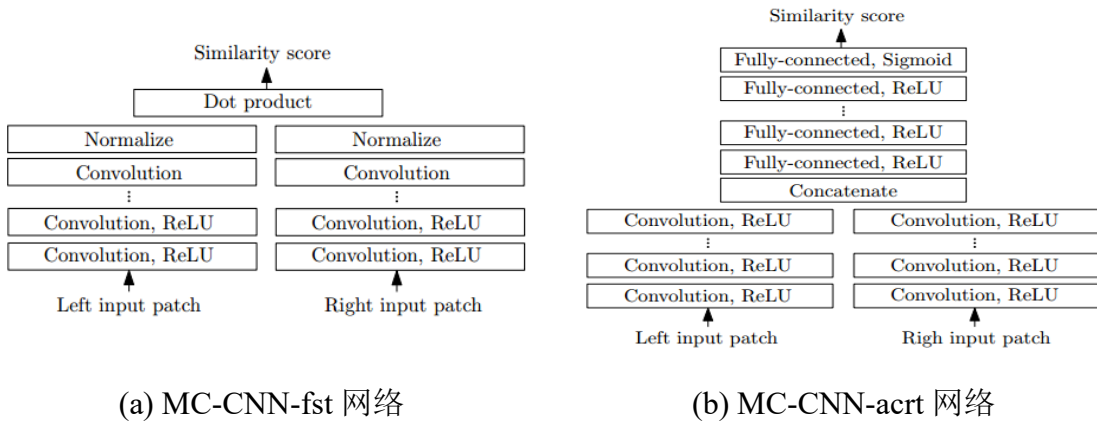 Similarity score
Dot product
Normalize
Normalize
Convolution
Convolution
⋮
⋮
Convolution, ReLU
Convolution, ReLU
Convolution, ReLU
Convolution, ReLU
Left input patch
Right input patch
(a) MC-CNN-fst 网络
Similarity score
Fully-connected, Sigmoid
Fully-connected, ReLU
⋮
Fully-connected, ReLU
Fully-connected, ReLU
Concatenate
Convolution, ReLU
Convolution, ReLU
⋮
⋮
Convolution, ReLU
Convolution, ReLU
Convolution, ReLU
Convolution, ReLU
Left input patch
Righ input patch
(b) MC-CNN-acrt 网络